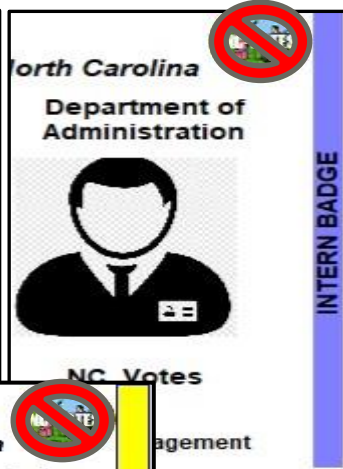 orth Carolina
Department of
Administration
INTERN BADGE
NC Votes
agement